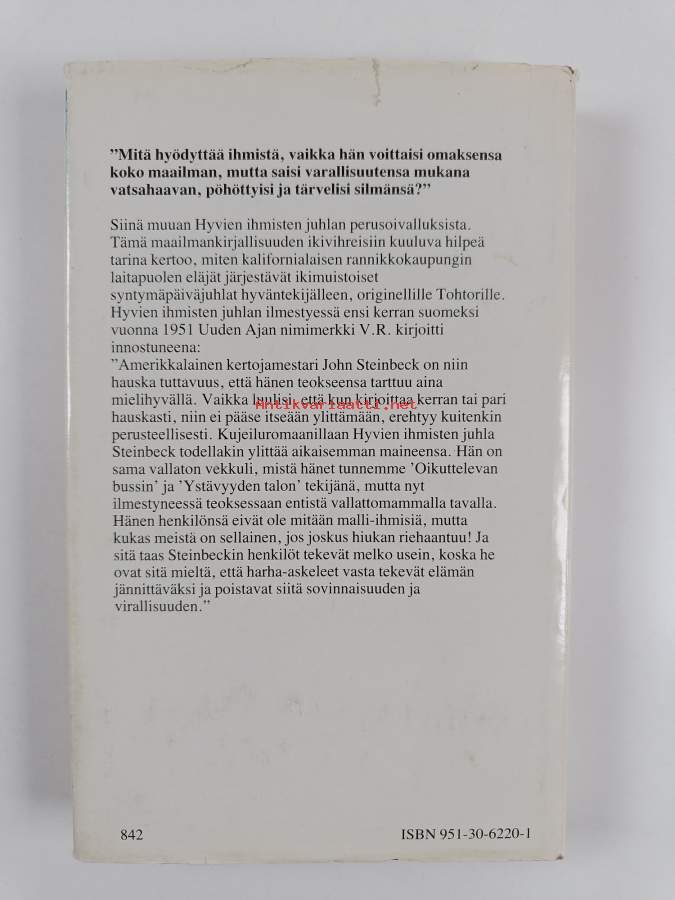 ”Mitä hyödyttää ihmistä, vaikka hän voittaisi omaksensa
koko maailman, mutta saisi varallisuutensa mukana
vatsahaavan, pöhöttyisi ja tärvelisi silmänsä?”
Siinä muuan Hyvien ihmisten juhlan perusoivalluksista.
Tämä maailmankirjallisuuden ikivihreisiin kuuluva hilpeä
tarina kertoo, miten kalifornialaisen rannikkokaupungin
laitapuolen eläjät järjestävät ikimuistoiset
syntymäpäiväjuhlat hyväntekijälleen, originellille Tohtorille.
Hyvien ihmisten juhlan ilmestyessä ensi kerran suomeksi
vuonna 1951 Uuden Ajan nimimerkki V.R. kirjoitti
innostuneena:
”Amerikkalainen kertojamestari John Steinbeck on niin
hauska tuttavuus, että hänen teokseensa tarttuu aina
mielihyvällä. Vaikka luulisi, että kun kirjoittaa kerran tai pari
Antikvariaatti.net
hauskasti, niin ei pääse itseään ylittämään, erehtyy kuitenkin
perusteellisesti. Kujeiluromaanillaan Hyvien ihmisten juhla
Steinbeck todellakin ylittää aikaisemman maineensa. Hän on
sama vallaton vekkuli, mistä hänet tunnemme ’Oikuttelevan
bussin’ ja ’Ystävyyden talon’ tekijänä, mutta nyt
ilmestyneessä teoksessaan entistä vallattomammalla tavalla.
Hänen henkilönsä eivät ole mitään malli-ihmisiä, mutta
kukas meistä on sellainen, jos joskus hiukan riehaantuu! Ja
sitä taas Steinbeckin henkilöt tekevät melko usein, koska he
ovat sitä mieltä, että harha-askeleet vasta tekevät elämän
jännittäväksi ja poistavat siitä sovinnaisuuden ja
virallisuuden.”
842
ISBN 951-30-6220-1